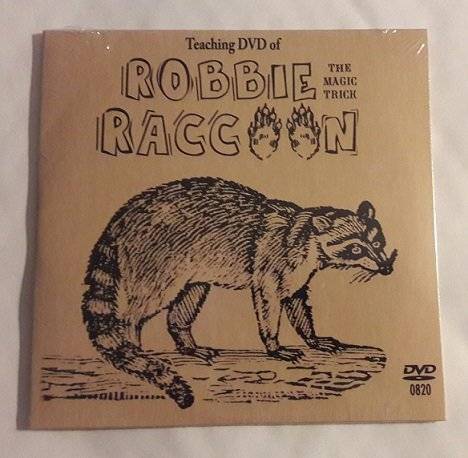 Teaching DVD of
ROBBIE
THE
MAGIC
TRICK
RACCOON
DVD
0820